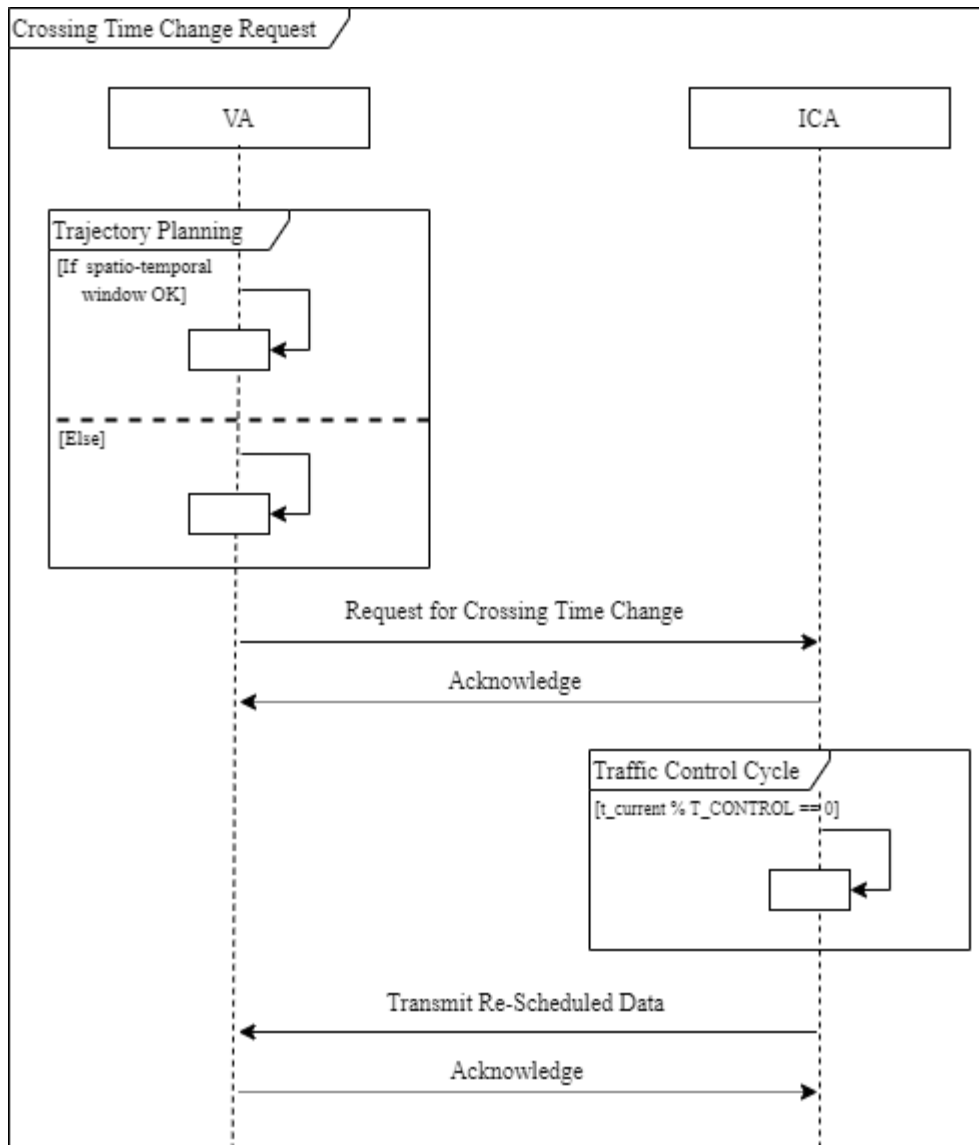 Crossing Time Change Request
VA
ICA
Trajectory Planning
[If spatio-temporal
window OK]
[Else]
Request for Crossing Time Change
Acknowledge
Traffic Control Cycle
[t_current % T_CONTROL == 0]
Transmit Re-Scheduled Data
Acknowledge